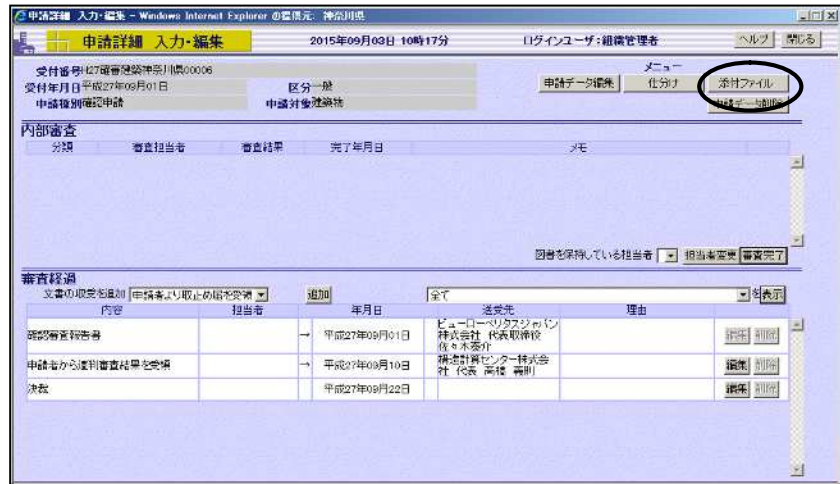 申請詳細 入力・編集 - Windows Internet Explorer の提供元: 神奈川県
申請詳細 入力・編集
2015年09月03日 10時17分
ログインユーザ:組織管理者
ヘルプ
閉じる
受付番号 H27確審建築神奈川県00006
メニュー
受付年月日 平成27年09月01日
区分 一般
申請データ編集
仕分け
添付ファイル
申請種別 確認申請
申請対象 建築物
申請データ削除
内部審査
分類 審査担当者 審査結果 完了年月日 メモ
図書を保持している担当者
担当者変更
審査完了
審査経過
文書の収受を追加
申請者より取止め届を受領
追加
全て
を表示
内容 担当者 年月日 送受先 理由
確認審査報告書 → 平成27年09月01日
ビューローベリタスジャパン
株式会社 代表取締役
佐々木泰介
編集 削除
申請者から適判審査結果を受領 → 平成27年09月10日
構造計算センター株式会
社 代表 高橋 義則
編集 削除
決裁 平成27年09月22日
編集 削除